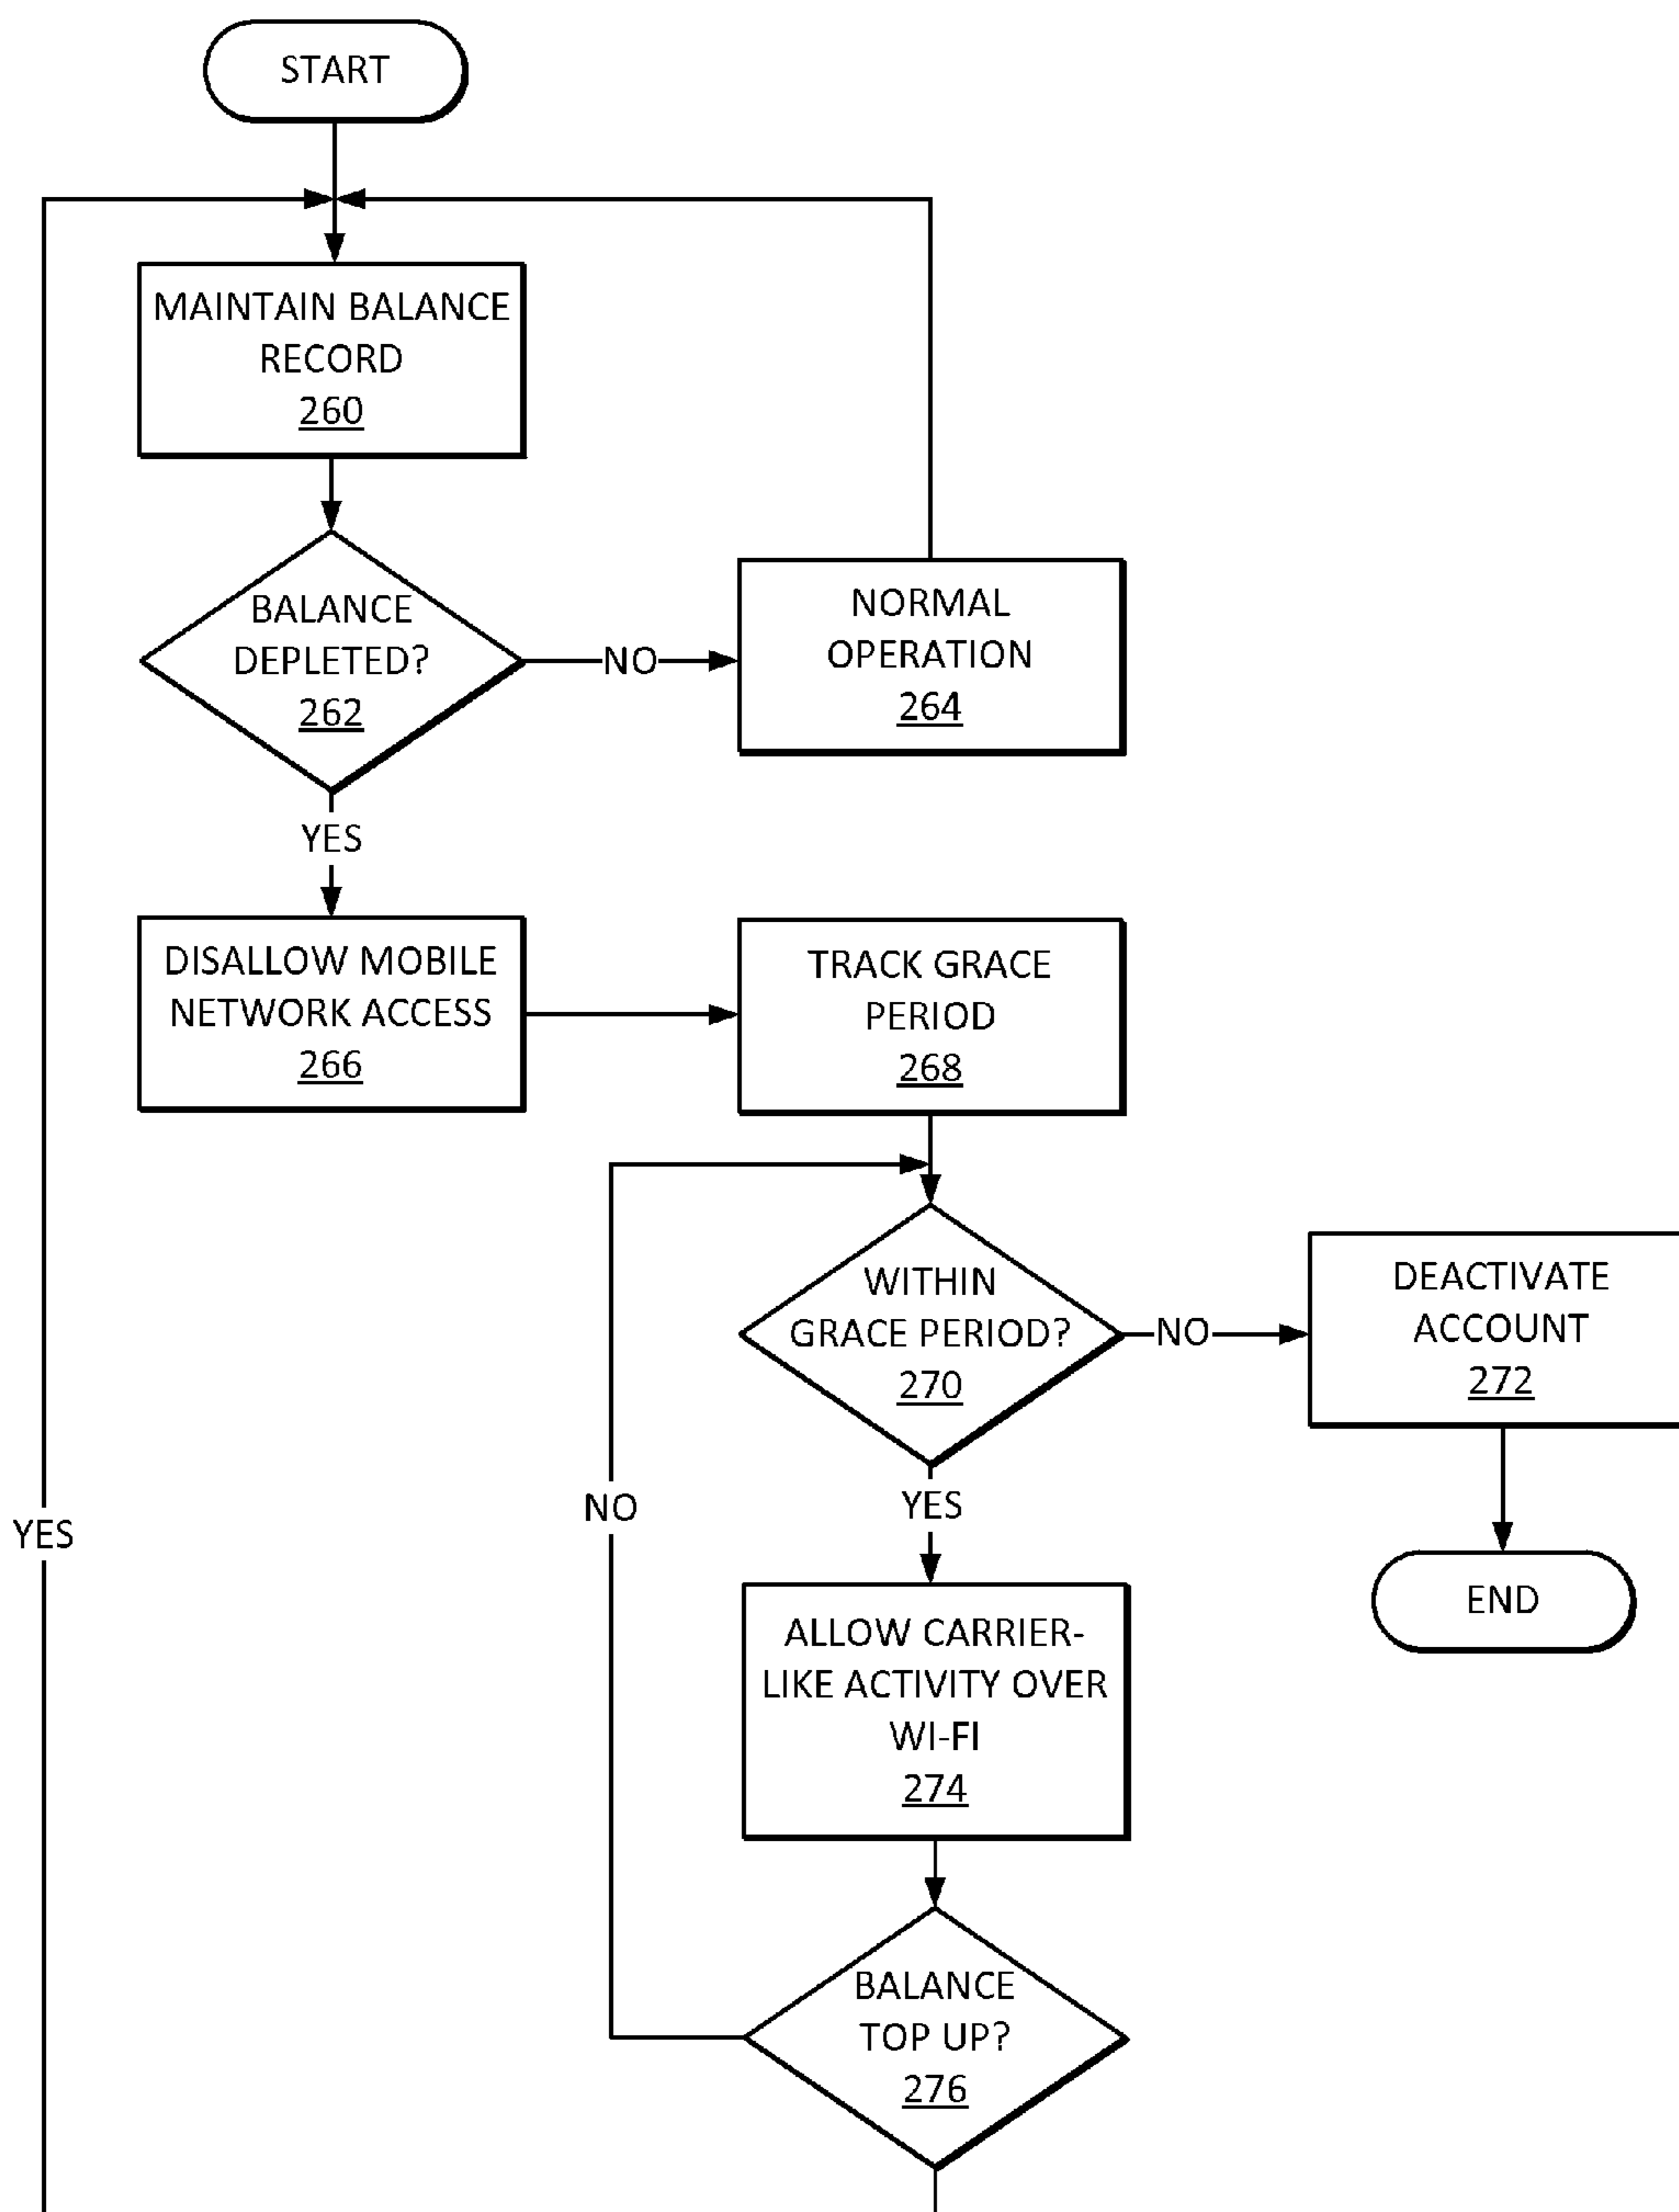 START
MAINTAIN BALANCE
RECORD
260
BALANCE
DEPLETED?
262
NO
NORMAL
OPERATION
264
YES
DISALLOW MOBILE
NETWORK ACCESS
266
TRACK GRACE
PERIOD
268
WITHIN
GRACE PERIOD?
270
NO
DEACTIVATE
ACCOUNT
272
YES
NO
YES
END
ALLOW CARRIER-
LIKE ACTIVITY OVER
WI-FI
274
BALANCE
TOP UP?
276